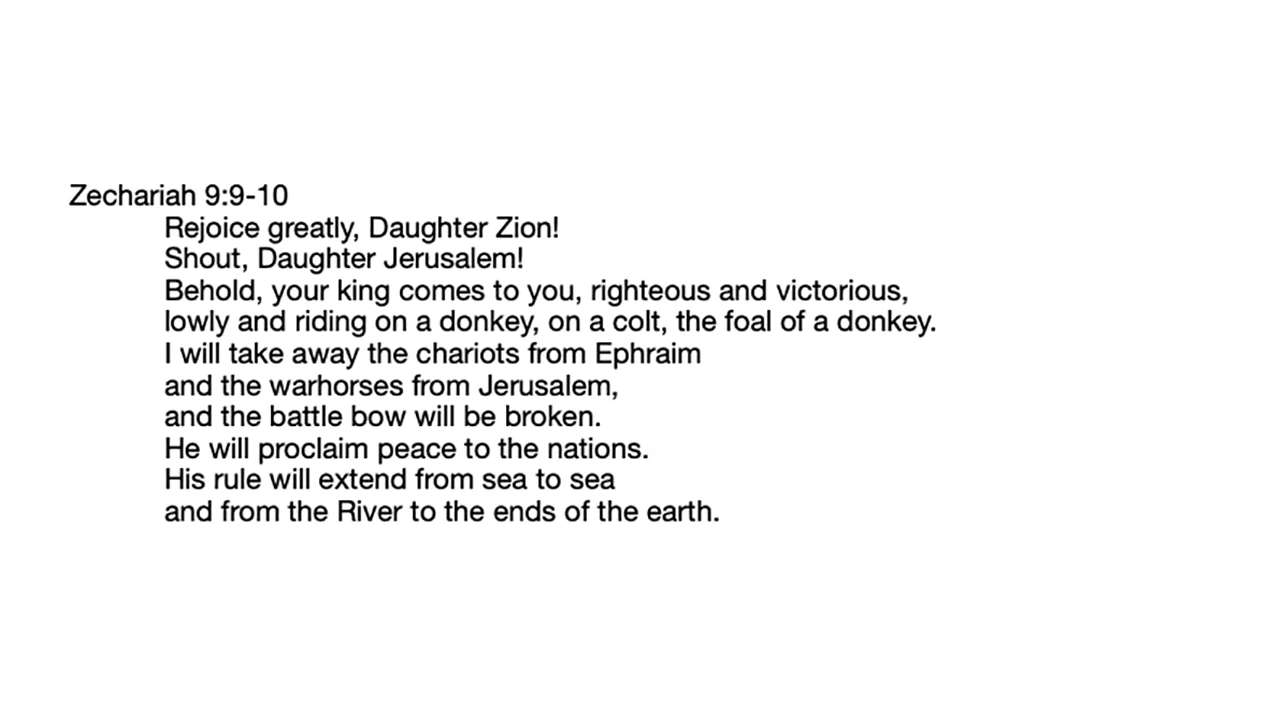 Zechariah 9:9-10
Rejoice greatly, Daughter Zion!
Shout, Daughter Jerusalem!
Behold, your king comes to you, righteous and victorious,
lowly and riding on a donkey, on a colt, the foal of a donkey.
I will take away the chariots from Ephraim
and the warhorses from Jerusalem,
and the battle bow will be broken.
He will proclaim peace to the nations.
His rule will extend from sea to sea
and from the River to the ends of the earth.